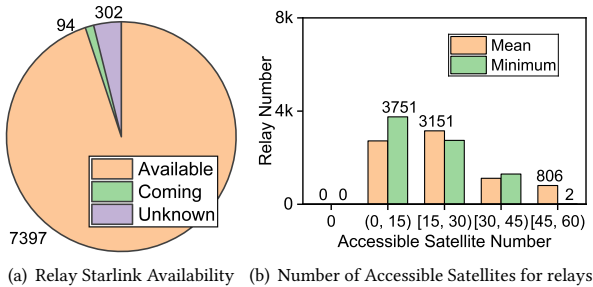 302
94
7397
Available
Coming
Unknown
(a) Relay Starlink Availability
8k
4k
0
Relay Number
Mean
Minimum
0 0
3751
3151
806
2
0 (0, 15) [15, 30) [30, 45) [45, 60)
Accessible Satellite Number
(b) Number of Accessible Satellites for relays